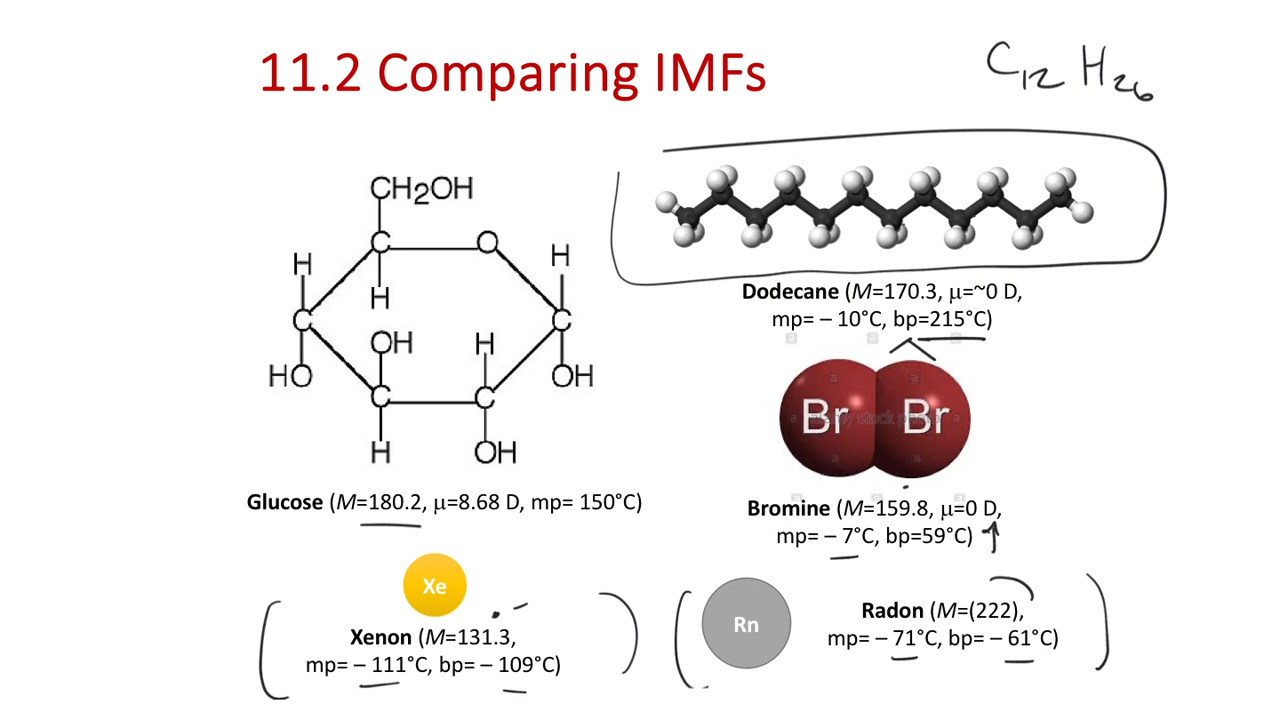 11.2 Comparing IMFs
C12 H26
CH2OH
C
O
H
H
H
C
C
OH
H
HO
OH
C
C
H
OH
Glucose (M=180.2, μ=8.68 D, mp= 150°C)
Dodecane (M=170.3, μ=~0 D,
mp= – 10°C, bp=215°C)
Br
Br
Bromine (M=159.8, μ=0 D,
mp= – 7°C, bp=59°C)
Xe
Xenon (M=131.3,
mp= – 111°C, bp= – 109°C)
Rn
Radon (M=(222),
mp= – 71°C, bp= – 61°C)